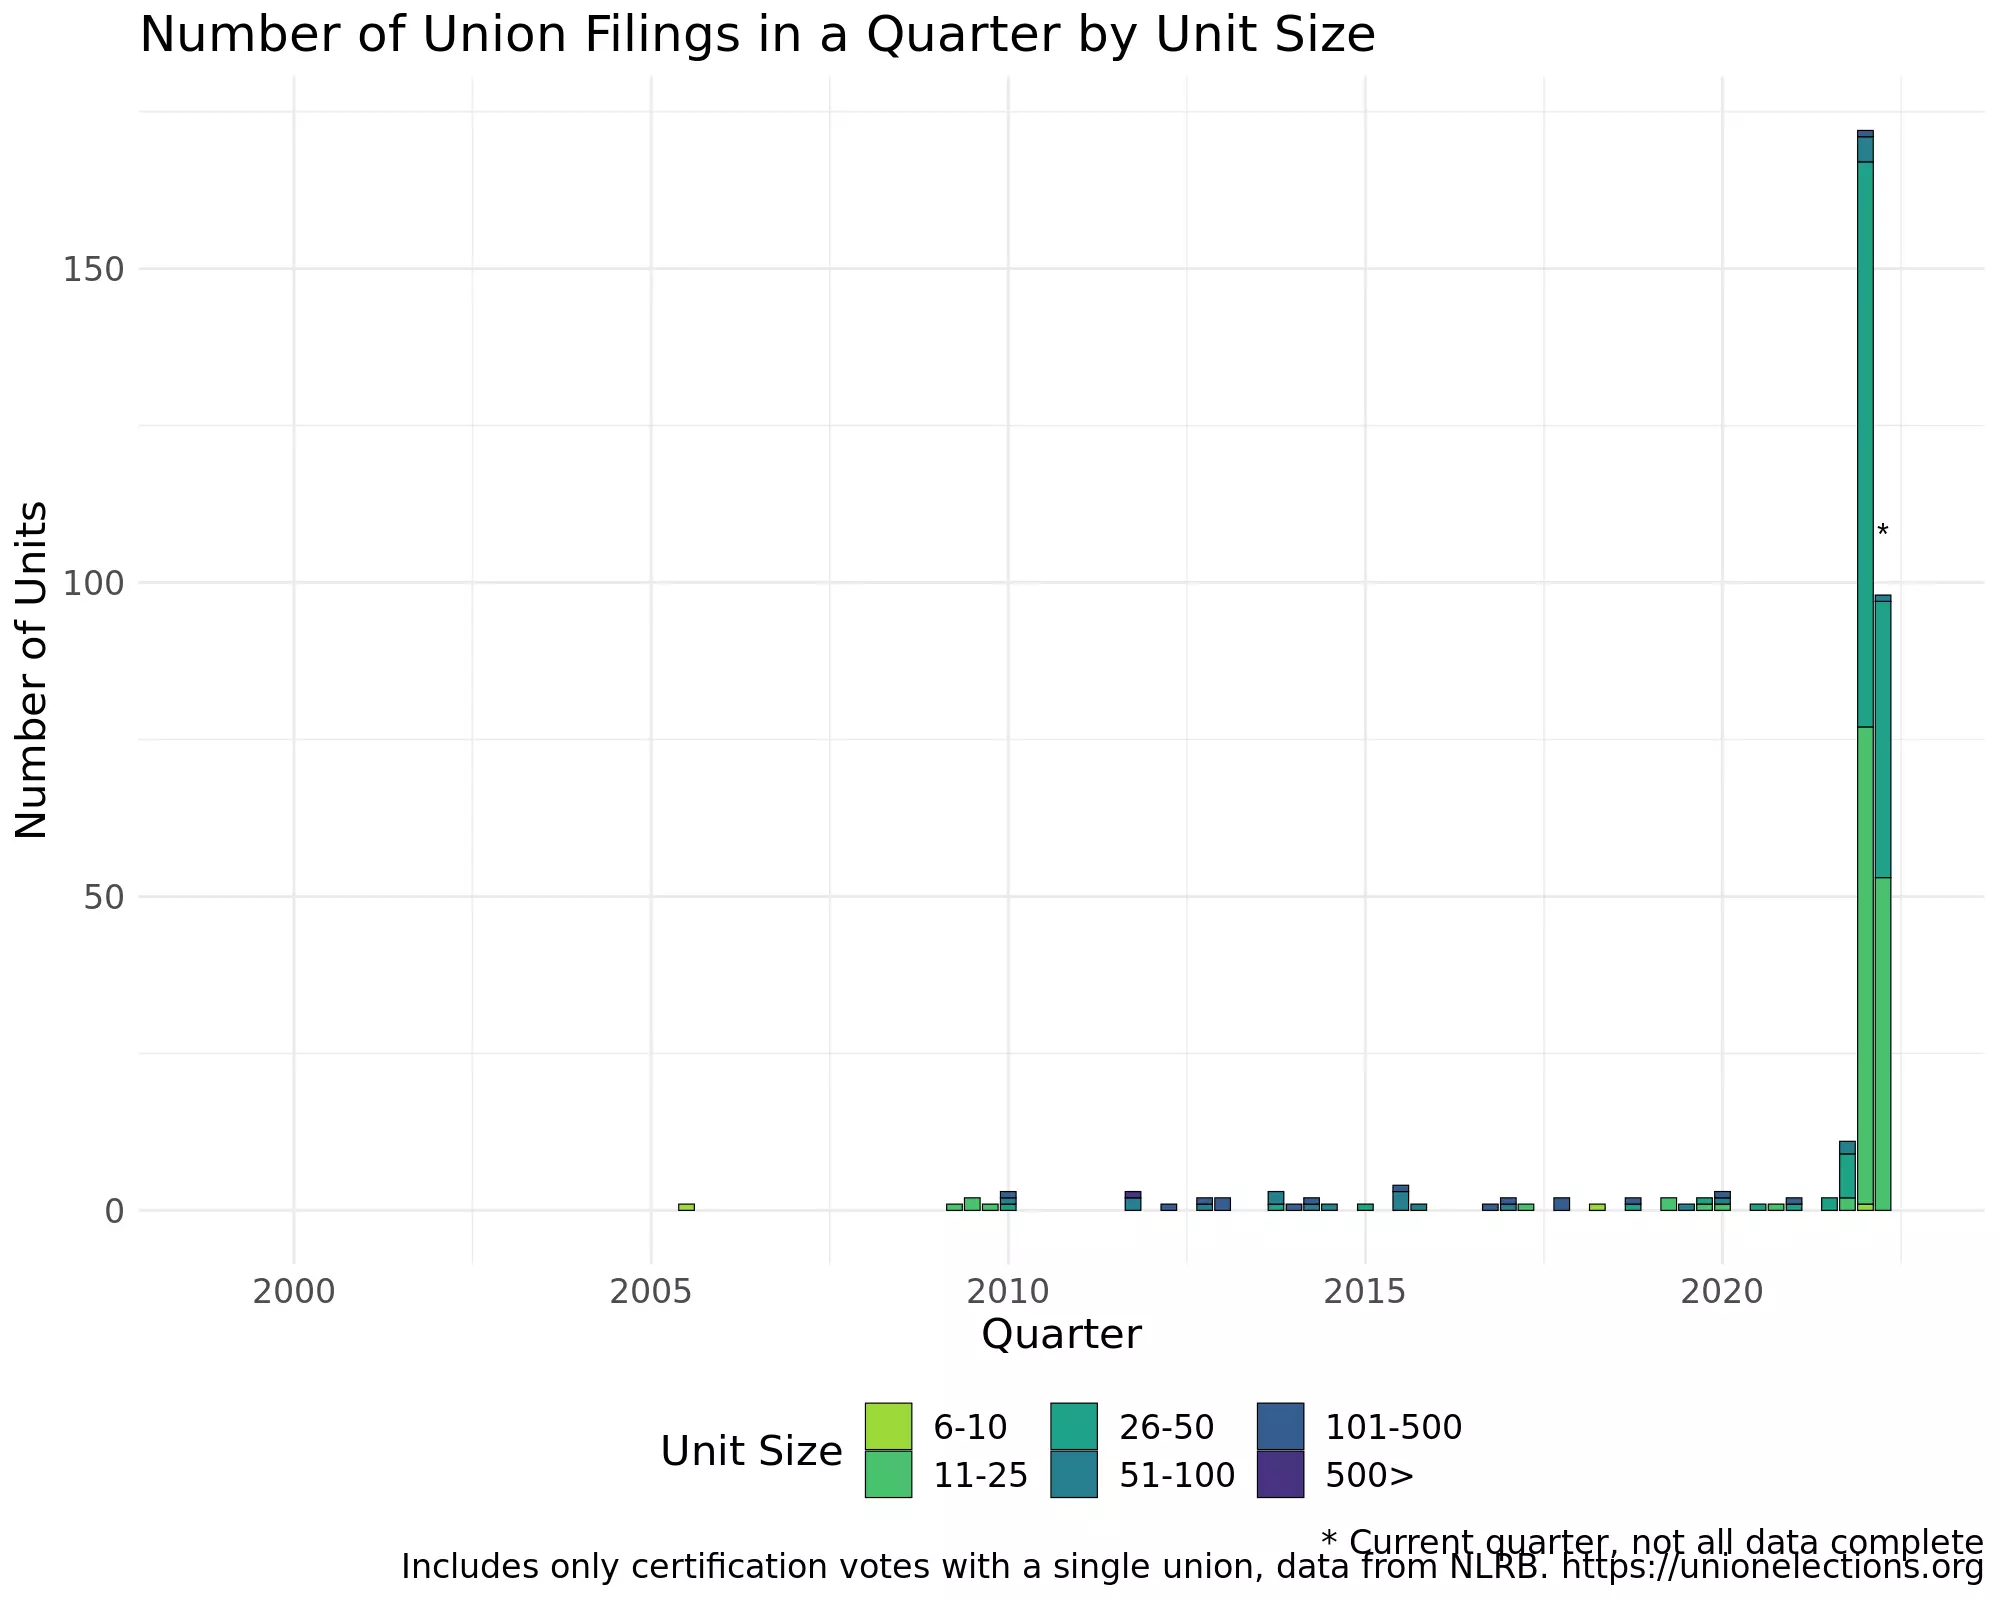 Number of Union Filings in a Quarter by Unit Size
Number of Units
150
100
50
0
*
2000 2005 2010 2015 2020
Quarter
Unit Size
6-10 26-50 101-500
11-25 51-100 500>
* Current quarter, not all data complete
Includes only certification votes with a single union, data from NLRB. https://unionelections.org